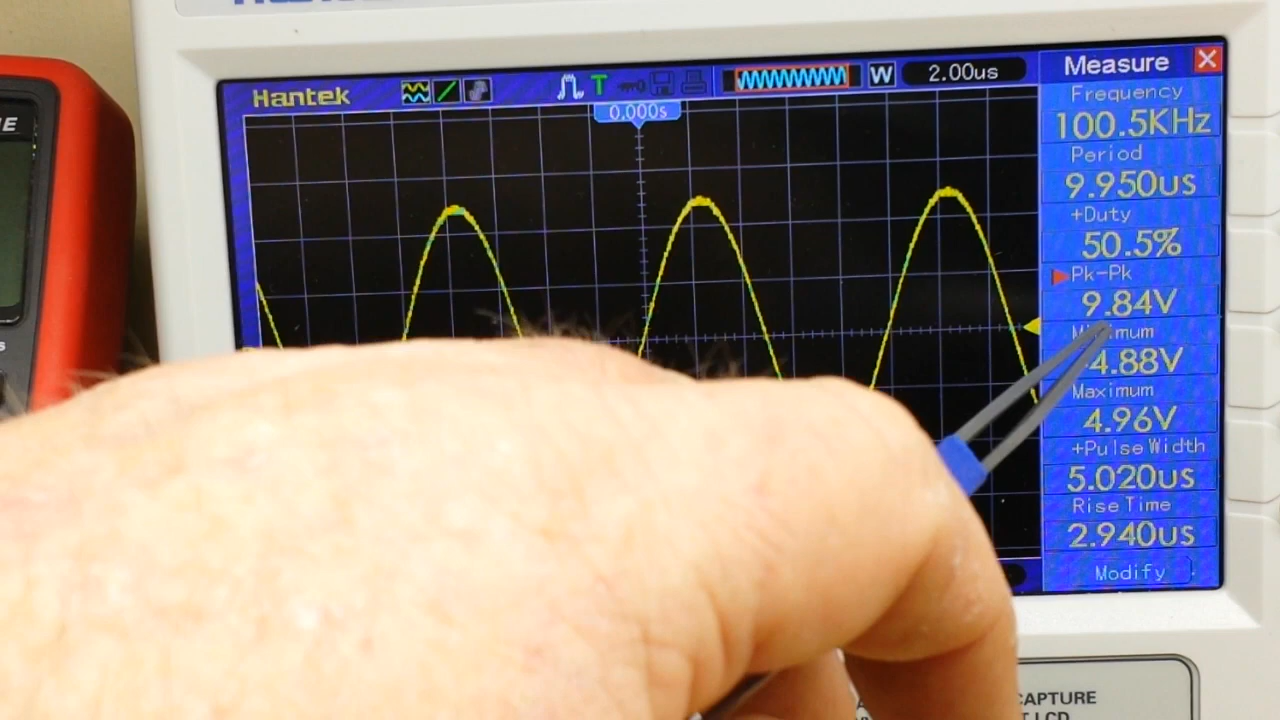 Hantek
T
W
2.00us
Measure
0.000s
Frequency
100.5KHz
Period
9.950us
+Duty
50.5%
Pk-Pk
9.84V
4.88V
Maximum
4.96V
+Pulse Width
5.020us
Rise Time
2.940us
Modify
CAPTURE
LCD